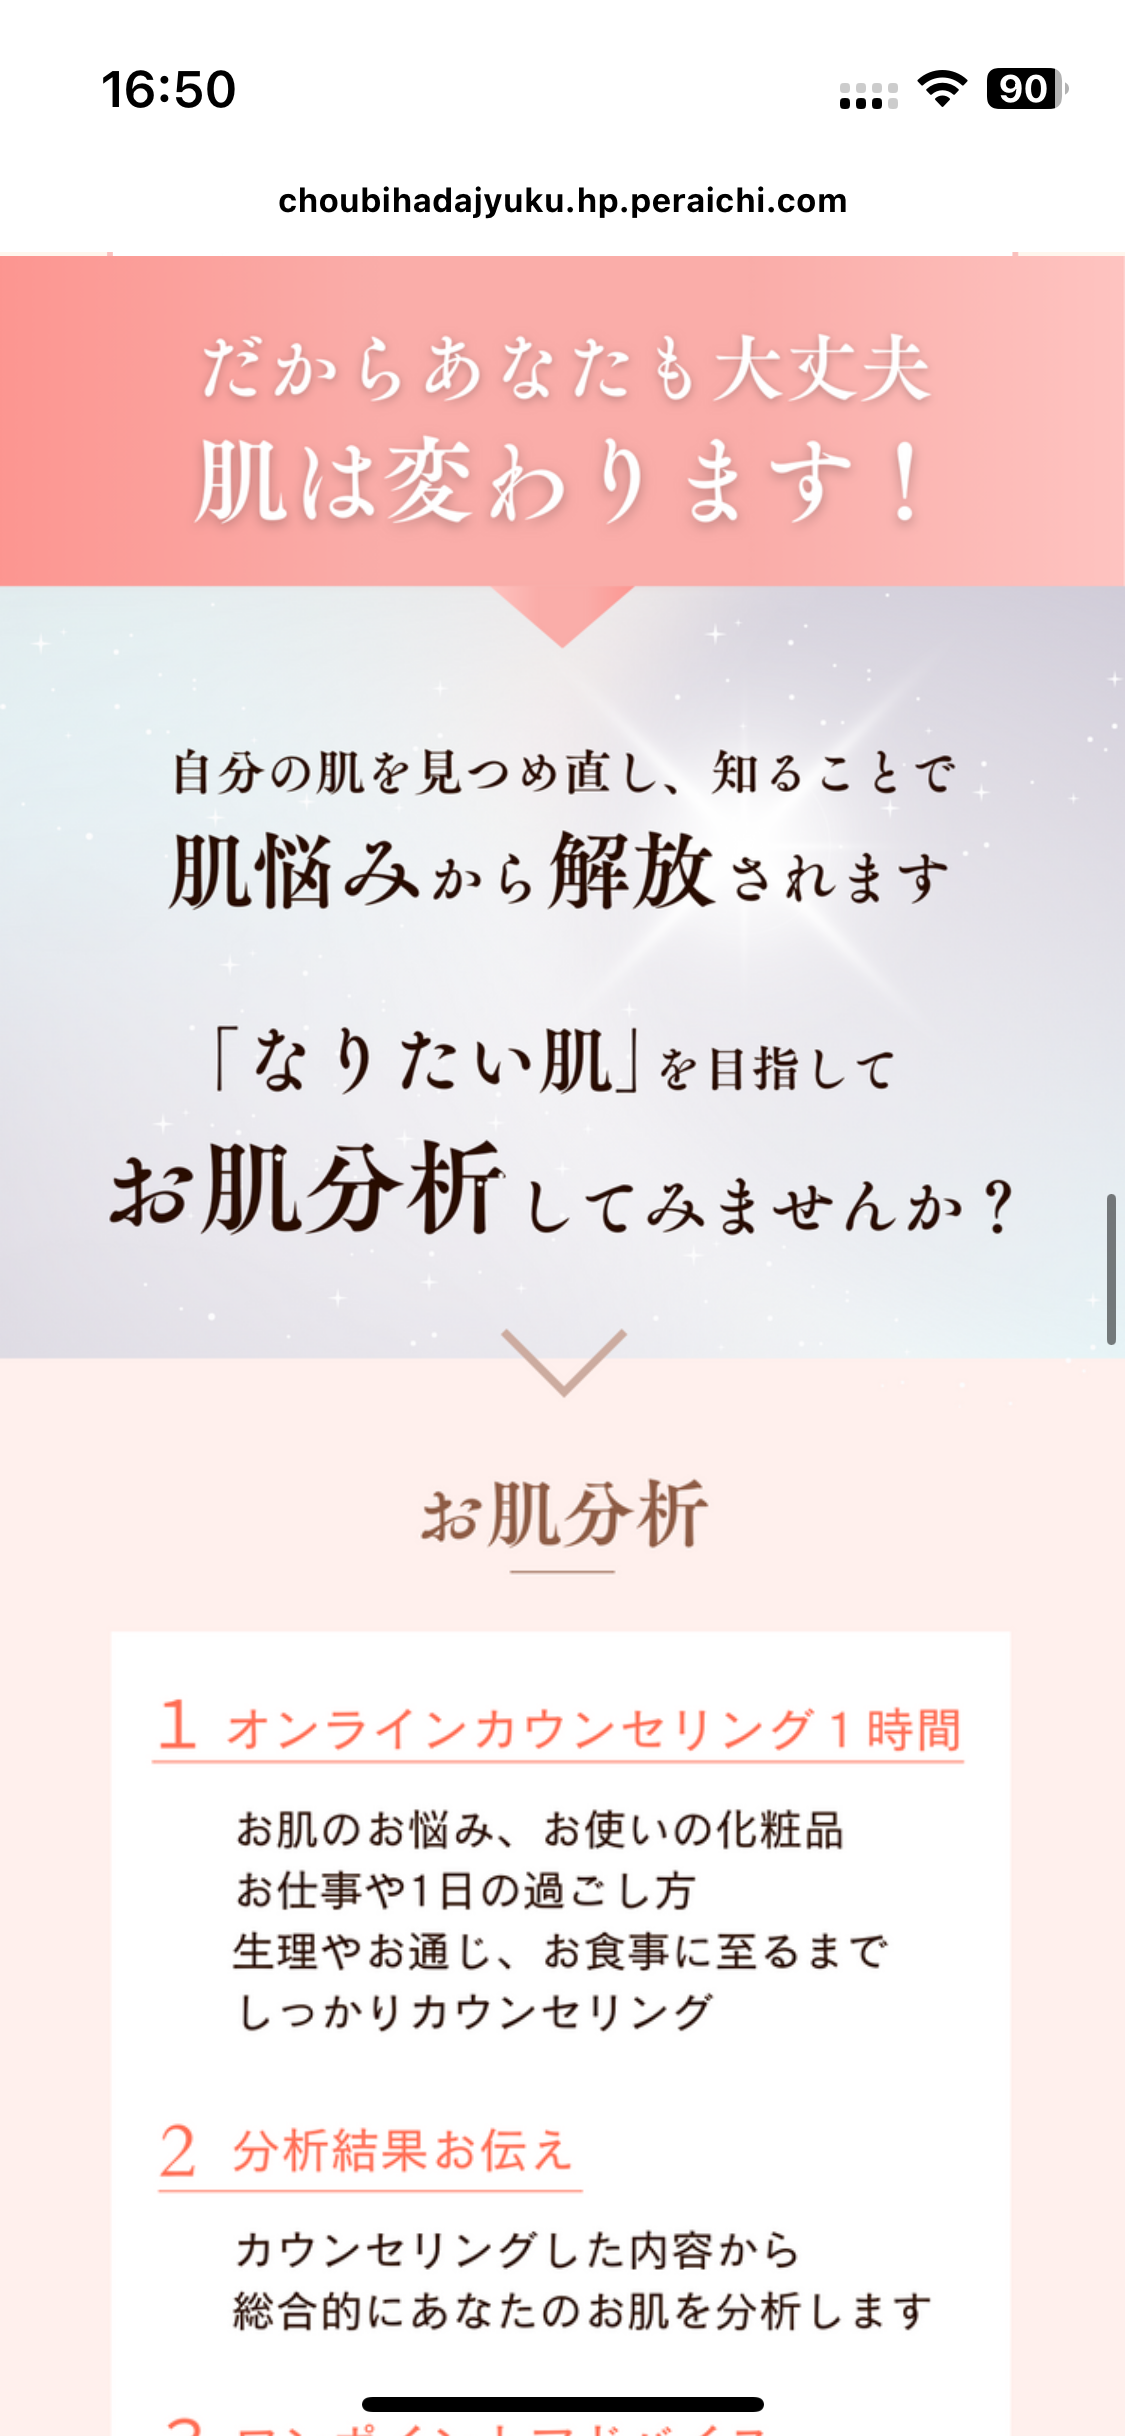 16:50
90
choubihadajyuku.hp.peraichi.com
だからあなたも大丈夫
肌は変わります！
自分の肌を見つめ直し、知ることで
肌悩みから解放されます
「なりたい肌」を目指して
お肌分析してみませんか？
お肌分析
1 オンラインカウンセリング１時間
お肌のお悩み、お使いの化粧品
お仕事や1日の過ごし方
生理やお通じ、お食事に至るまで
しっかりカウンセリング
2 分析結果お伝え
カウンセリングした内容から
総合的にあなたのお肌を分析します